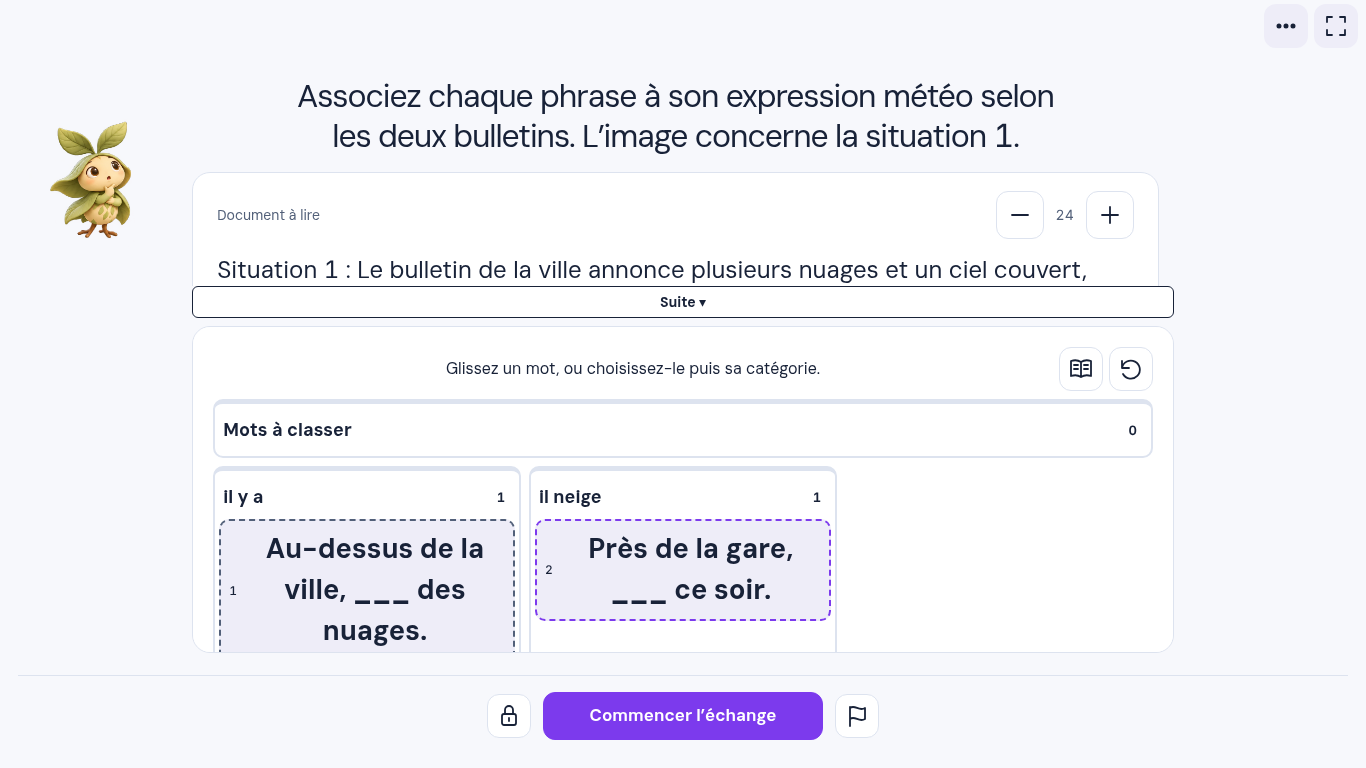 Associez chaque phrase à son expression météo selon
les deux bulletins. L’image concerne la situation 1.
Document à lire
24
Situation 1 : Le bulletin de la ville annonce plusieurs nuages et un ciel couvert,
Suite ▾
Glissez un mot, ou choisissez-le puis sa catégorie.
Mots à classer
0
il y a
1
il neige
1
1
Au-dessus de la
ville, ___ des
nuages.
2
Près de la gare,
___ ce soir.
Commencer l’échange